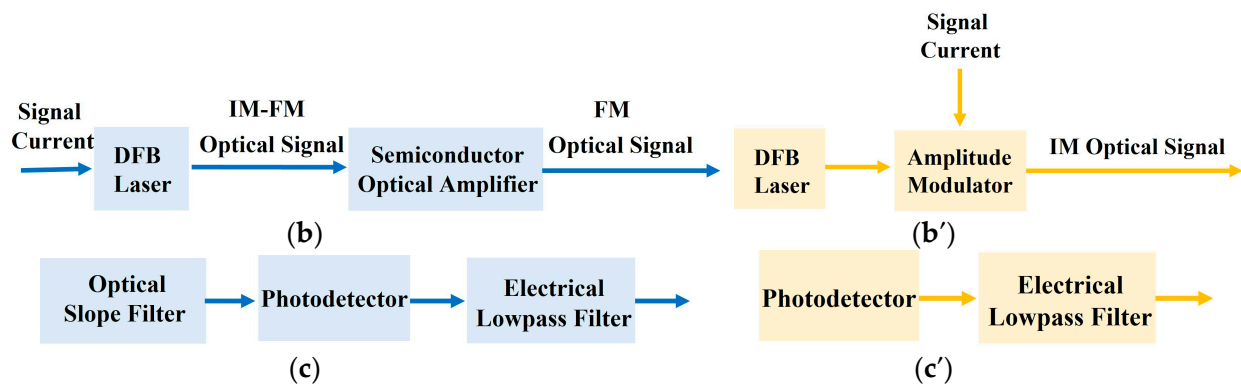 Signal
Current
DFB
Laser
IM-FM
Optical Signal
Semiconductor
Optical Amplifier
FM
Optical Signal
(b)
Signal
Current
DFB
Laser
Amplitude
Modulator
IM Optical Signal
(b’)
Optical
Slope Filter
Photodetector
Electrical
Lowpass Filter
(c)
Photodetector
Electrical
Lowpass Filter
(c’)